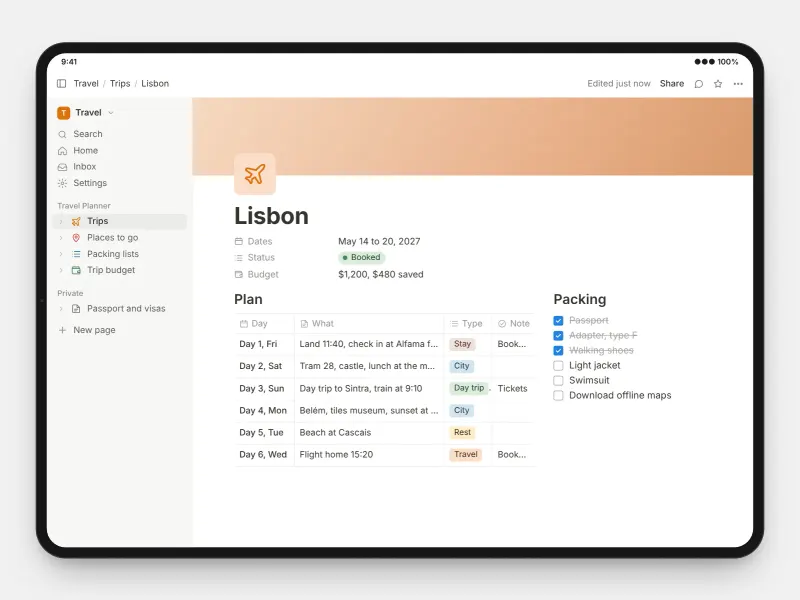 9:41
100%
Travel / Trips / Lisbon
Edited just now Share
T Travel
Search
Home
Inbox
Settings
Travel Planner
Trips
Places to go
Packing lists
Trip budget
Private
Passport and visas
New page
Lisbon
Dates May 14 to 20, 2027
Status Booked
Budget $1,200, $480 saved
Plan
Day What Type Note
Day 1, Fri Land 11:40, check in at Alfama f... Stay Book...
Day 2, Sat Tram 28, castle, lunch at the m... City
Day 3, Sun Day trip to Sintra, train at 9:10 Day trip Tickets
Day 4, Mon Belém, tiles museum, sunset at ... City
Day 5, Tue Beach at Cascais Rest
Day 6, Wed Flight home 15:20 Travel Book...
Packing
Passport
Adapter, type F
Walking shoes
Light jacket
Swimsuit
Download offline maps